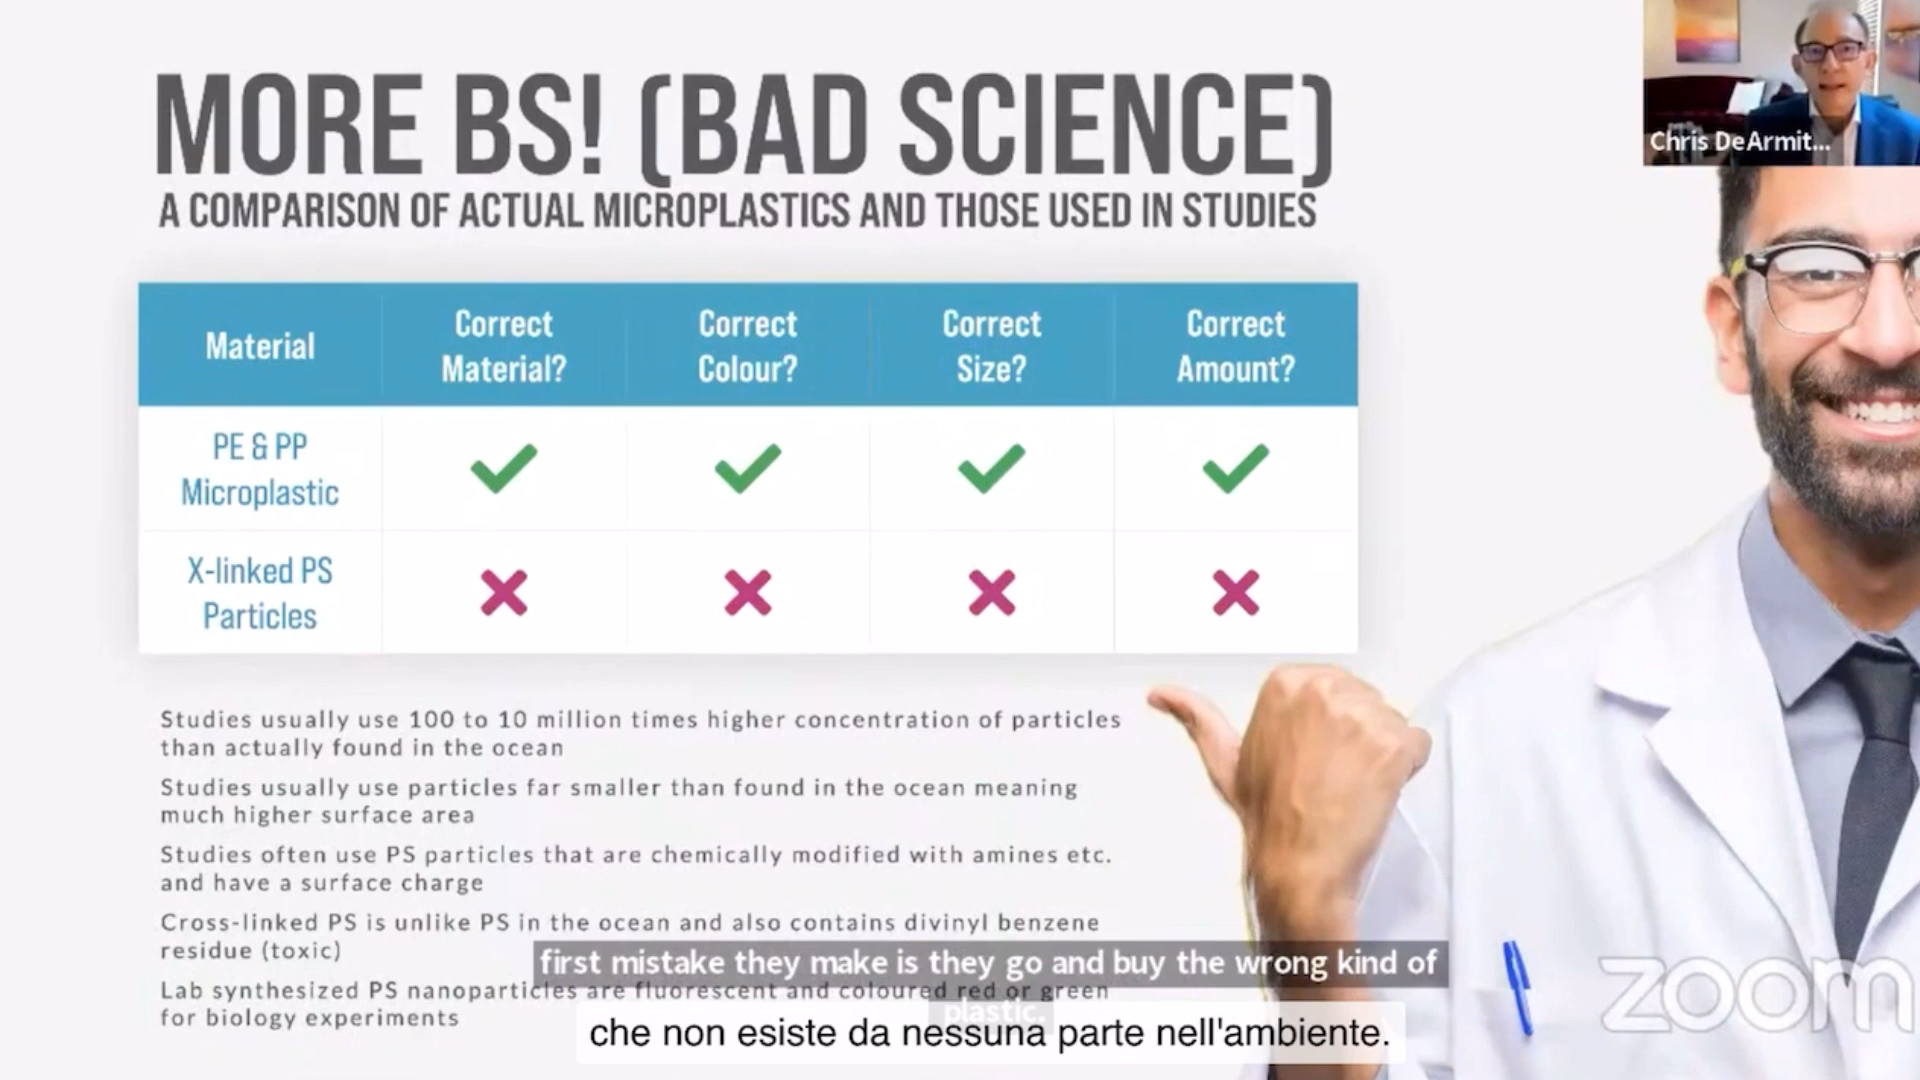 MORE BS! (BAD SCIENCE)
A COMPARISON OF ACTUAL MICROPLASTICS AND THOSE USED IN STUDIES
Chris DeArmit...
Material
Correct
Material?
Correct
Colour?
Correct
Size?
Correct
Amount?
PE & PP
Microplastic
X-linked PS
Particles
Studies usually use 100 to 10 million times higher concentration of particles
than actually found in the ocean
Studies usually use particles far smaller than found in the ocean meaning
much higher surface area
Studies often use PS particles that are chemically modified with amines etc.
and have a surface charge
Cross-linked PS is unlike PS in the ocean and also contains divinyl benzene
residue (toxic)
Lab synthesized PS nanoparticles are fluorescent and coloured red or green
for biology experiments
first mistake they make is they go and buy the wrong kind of
plastic.
che non esiste da nessuna parte nell'ambiente.
zoom